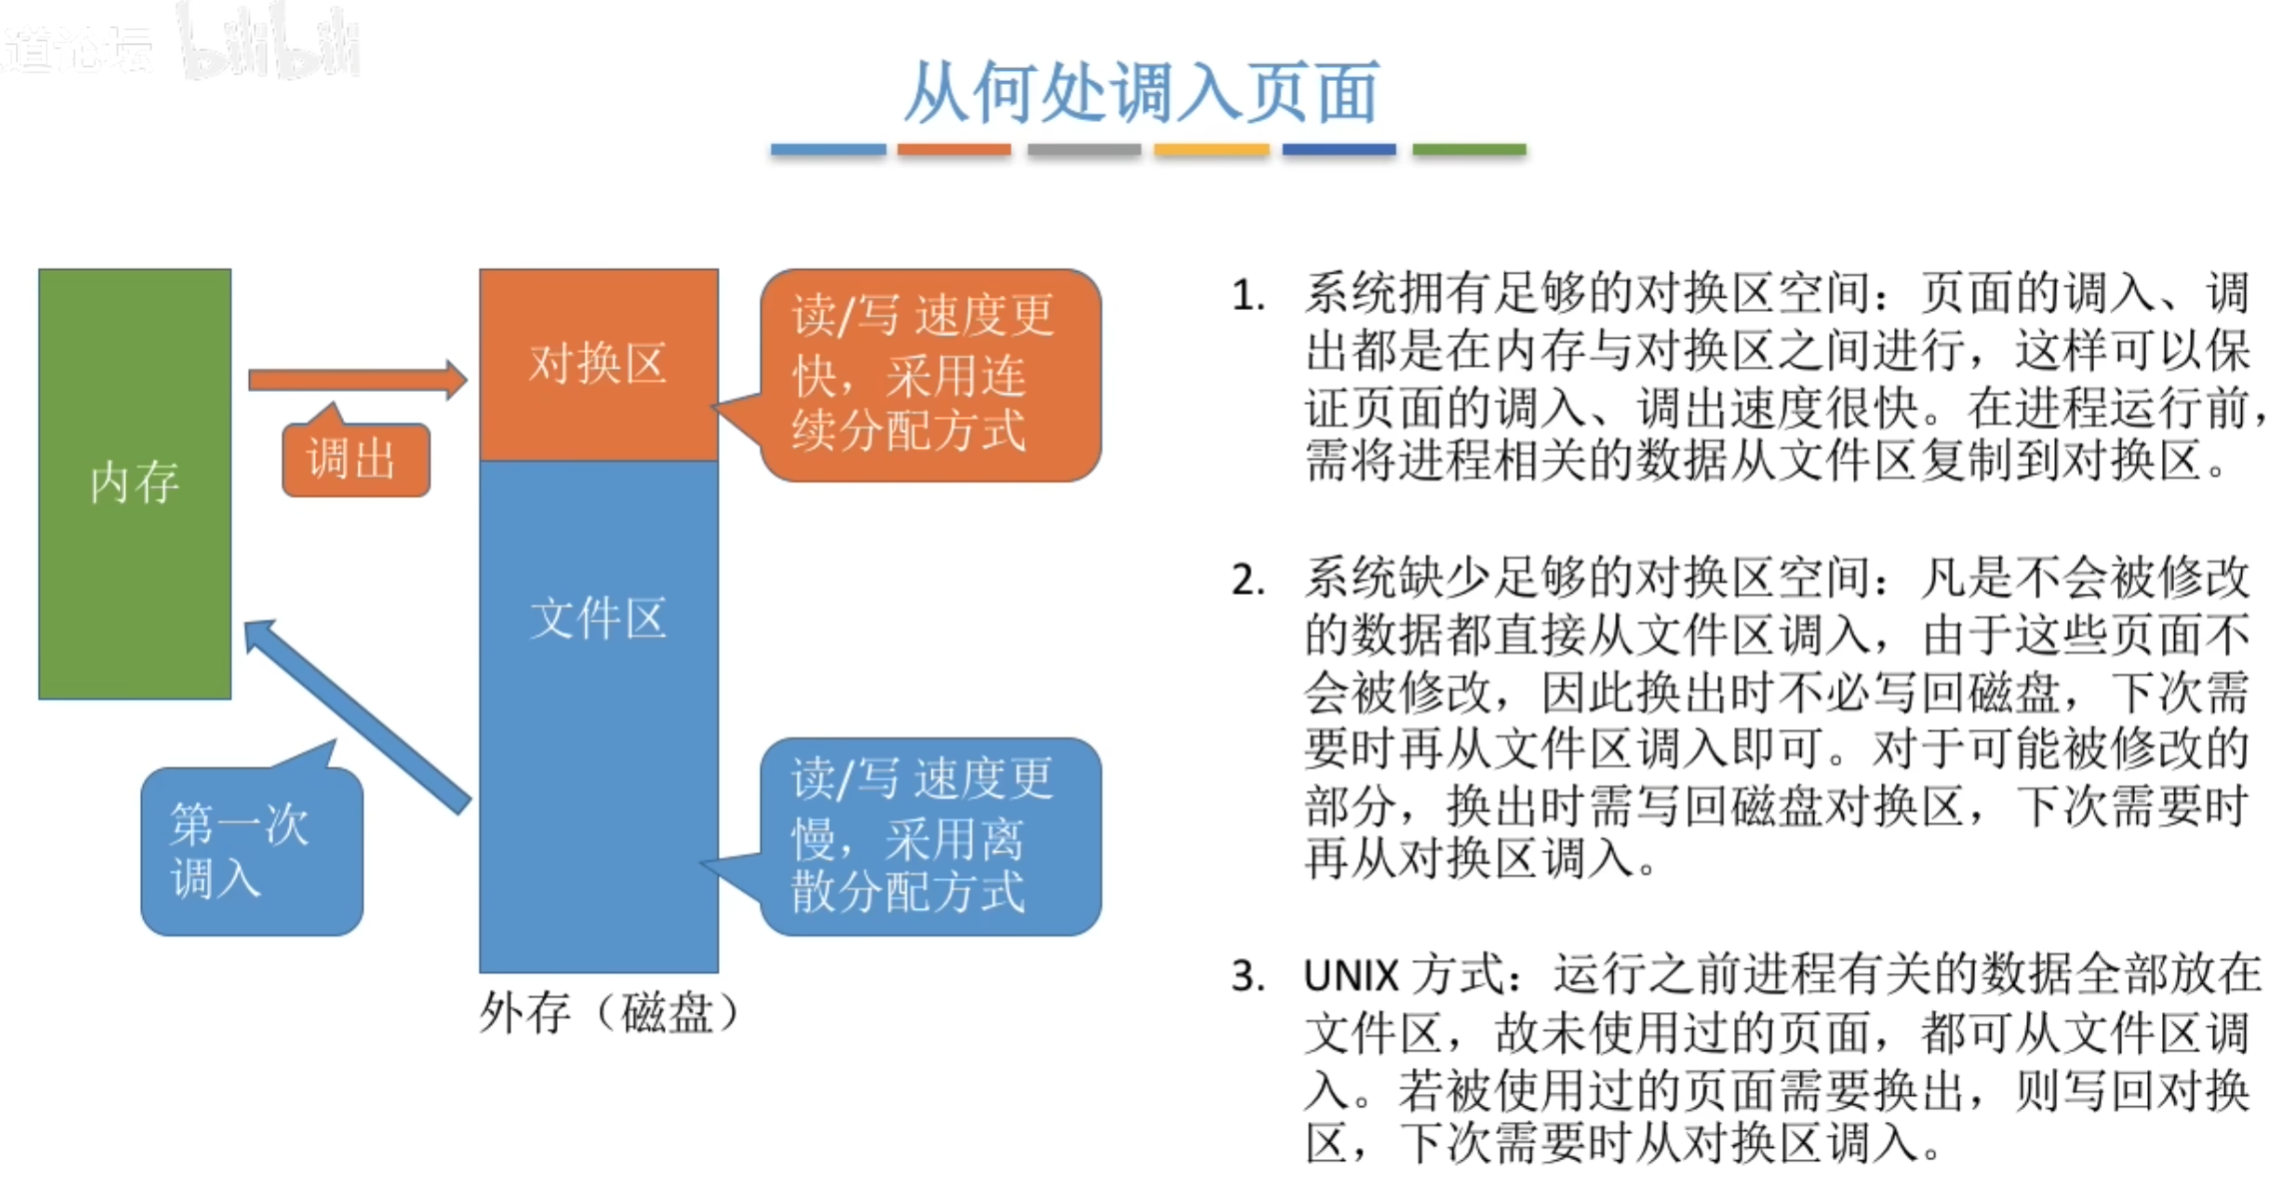 道论坛 bilibili
从何处调入页面
内存
调出
第一次
调入
对换区
文件区
外存（磁盘）
读/写 速度更
快，采用连
续分配方式
读/写 速度更
慢，采用离
散分配方式
1. 系统拥有足够的对换区空间：页面的调入、调
出都是在内存与对换区之间进行，这样可以保
证页面的调入、调出速度很快。在进程运行前，
需将进程相关的数据从文件区复制到对换区。
2. 系统缺少足够的对换区空间：凡是不会被修改
的数据都直接从文件区调入，由于这些页面不
会被修改，因此换出时不必写回磁盘，下次需
要时再从文件区调入即可。对于可能被修改的
部分，换出时需写回磁盘对换区，下次需要时
再从对换区调入。
3. UNIX 方式：运行之前进程有关的数据全部放在
文件区，故未使用过的页面，都可从文件区调
入。若被使用过的页面需要换出，则写回对换
区，下次需要时从对换区调入。